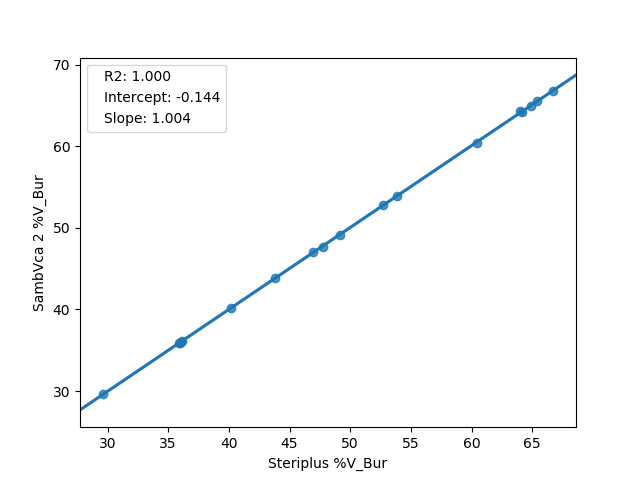 R2: 1.000
Intercept: -0.144
Slope: 1.004
70
60
50
40
30
SambVca 2 %V_Bur
30 35 40 45 50 55 60 65
Steriplus %V_Bur